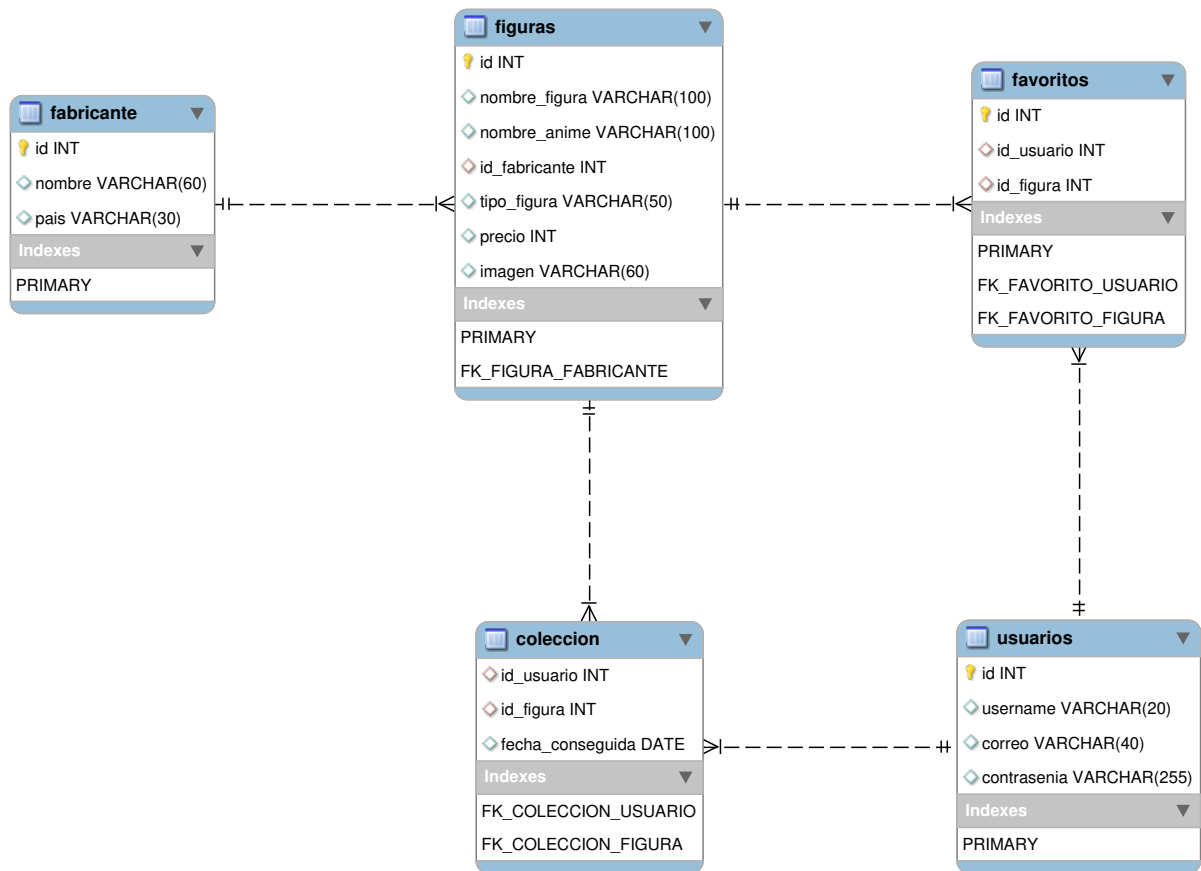 fabricante
id INT
nombre VARCHAR(60)
pais VARCHAR(30)
Indexes
PRIMARY
figuras
id INT
nombre_figura VARCHAR(100)
nombre_anime VARCHAR(100)
id_fabricante INT
tipo_figura VARCHAR(50)
precio INT
imagen VARCHAR(60)
Indexes
PRIMARY
FK_FIGURA_FABRICANTE
favoritos
id INT
id_usuario INT
id_figura INT
Indexes
PRIMARY
FK_FAVORITO_USUARIO
FK_FAVORITO_FIGURA
coleccion
id_usuario INT
id_figura INT
fecha_conseguida DATE
Indexes
FK_COLECCION_USUARIO
FK_COLECCION_FIGURA
usuarios
id INT
username VARCHAR(20)
correo VARCHAR(40)
contrasenia VARCHAR(255)
Indexes
PRIMARY